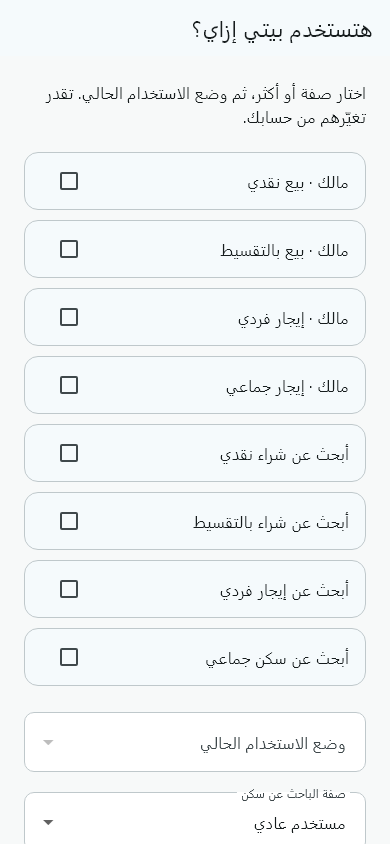 هتستخدم بيتي إزاي؟
اختار صفة أو أكثر، ثم وضع الاستخدام الحالي. تقدر
تغيّرهم من حسابك.
مالك · بيع نقدي
مالك · بيع بالتقسيط
مالك · إيجار فردي
مالك · إيجار جماعي
أبحث عن شراء نقدي
أبحث عن شراء بالتقسيط
أبحث عن إيجار فردي
أبحث عن سكن جماعي
وضع الاستخدام الحالي
صفة الباحث عن سكن
مستخدم عادي